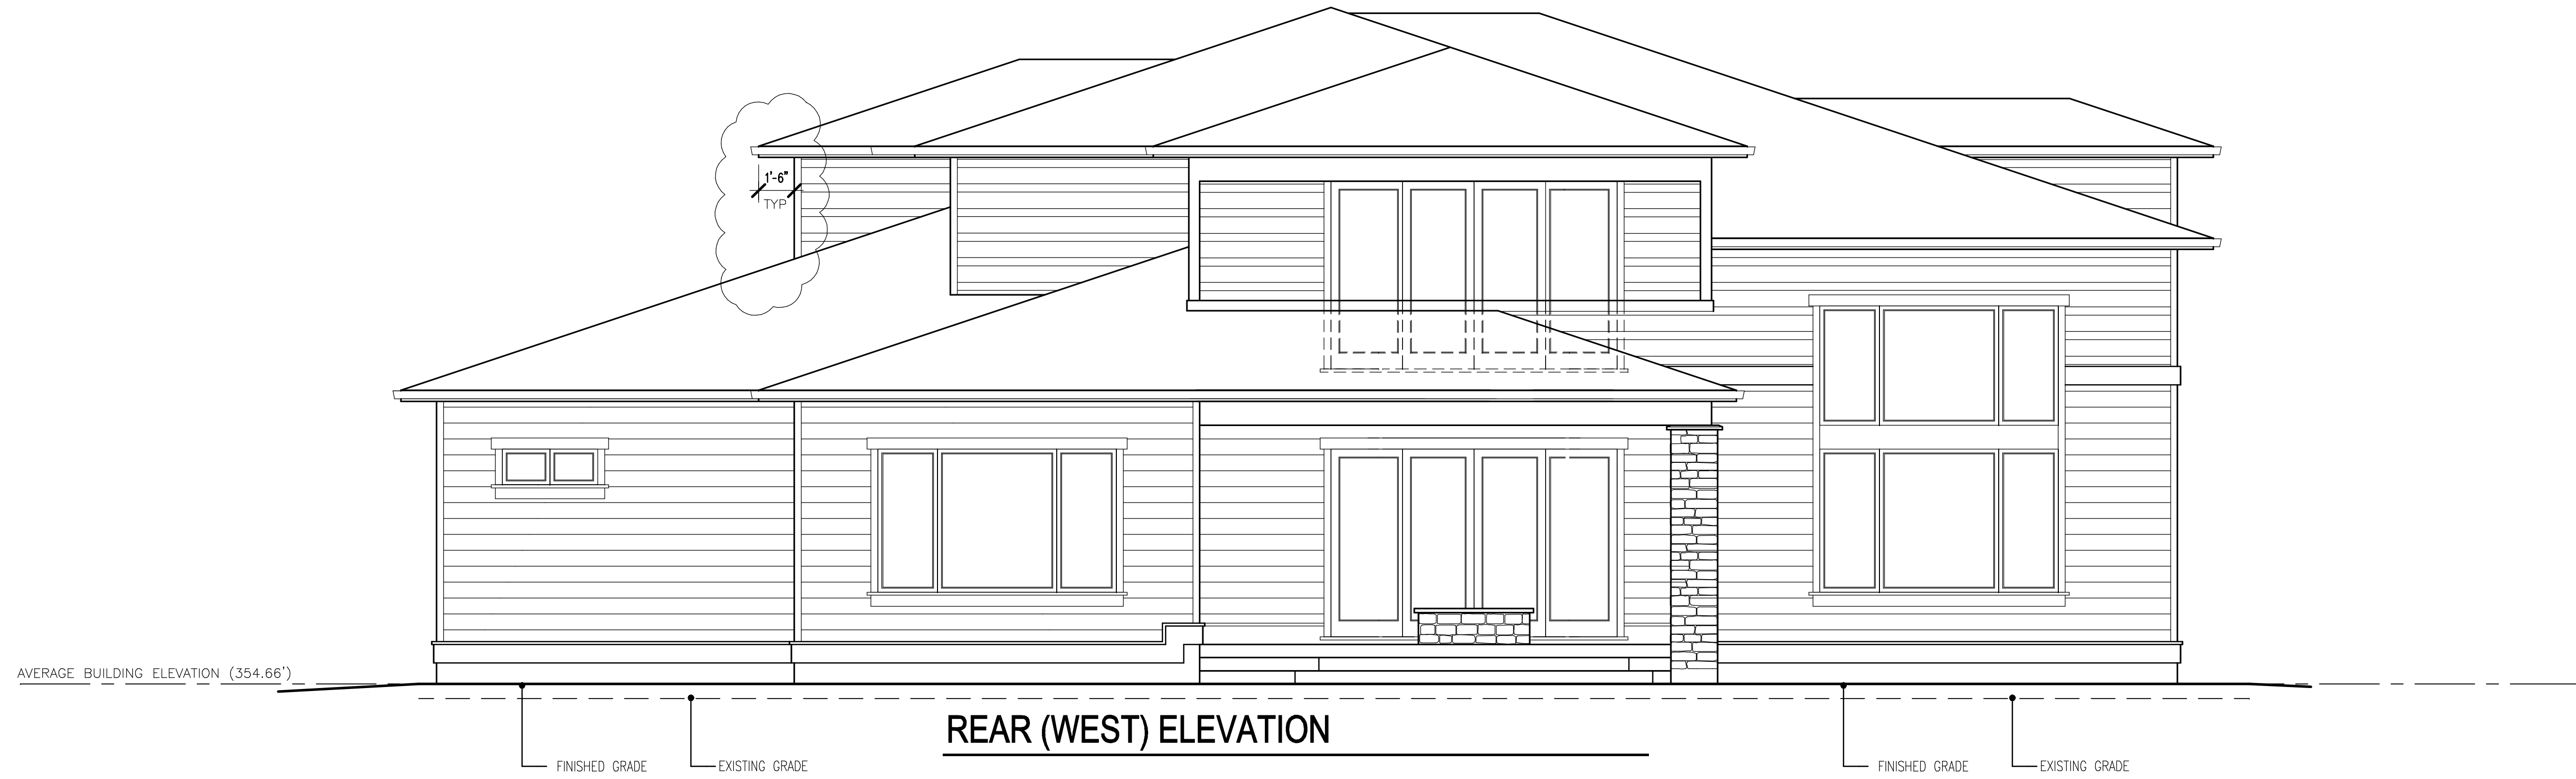 1'-6"
TYP
AVERAGE BUILDING ELEVATION (354.66')
REAR (WEST) ELEVATION
FINISHED GRADE
EXISTING GRADE
FINISHED GRADE
EXISTING GRADE